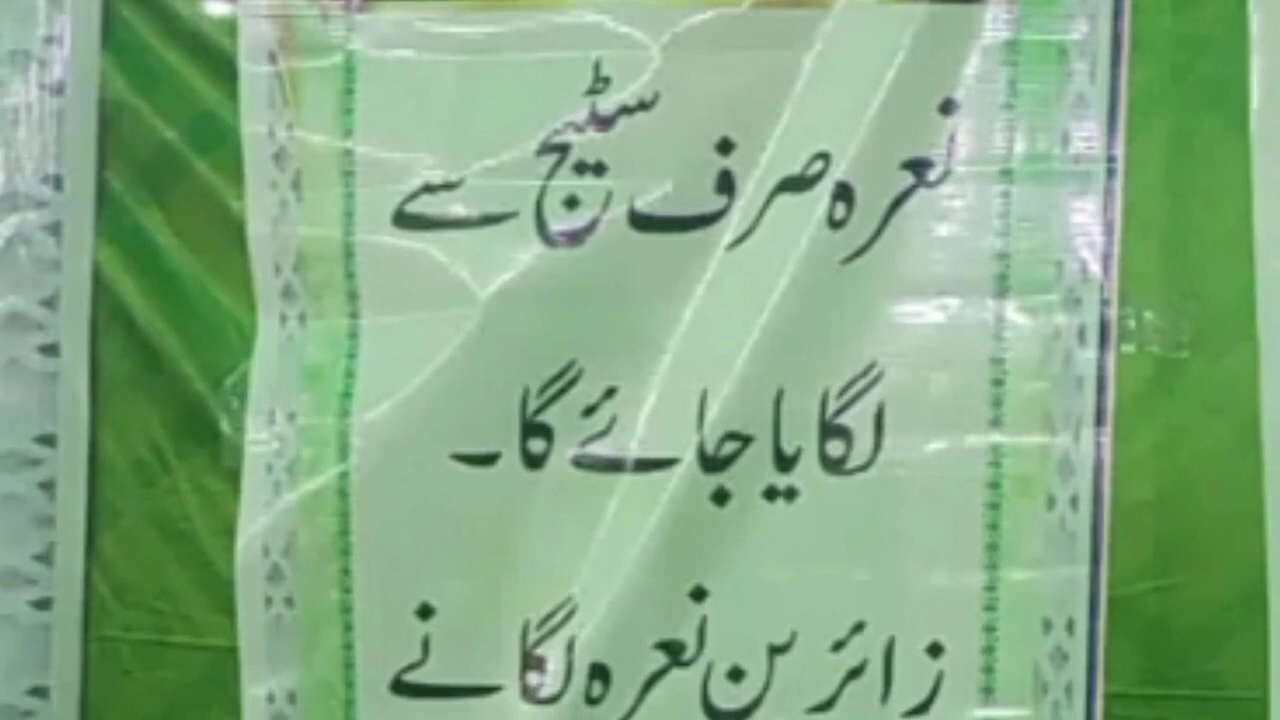 نعرہ صرف سٹیج سے
لگایا جائے گا۔
زائرین نعرہ لگانے